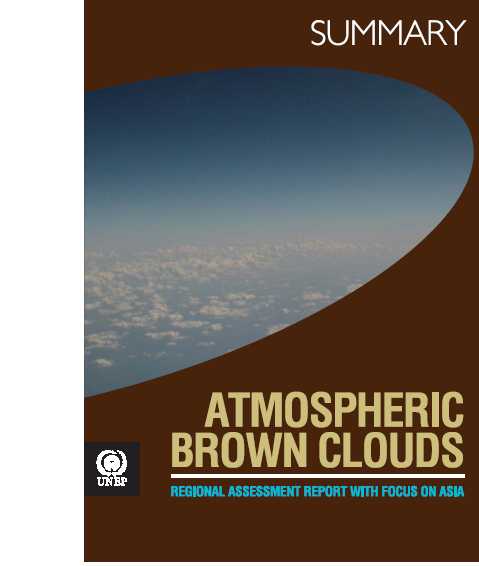 SUMMARY
ATMOSPHERIC
BROWN CLOUDS
UNEP
REGIONAL ASSESSMENT REPORT WITH FOCUS ON ASIA